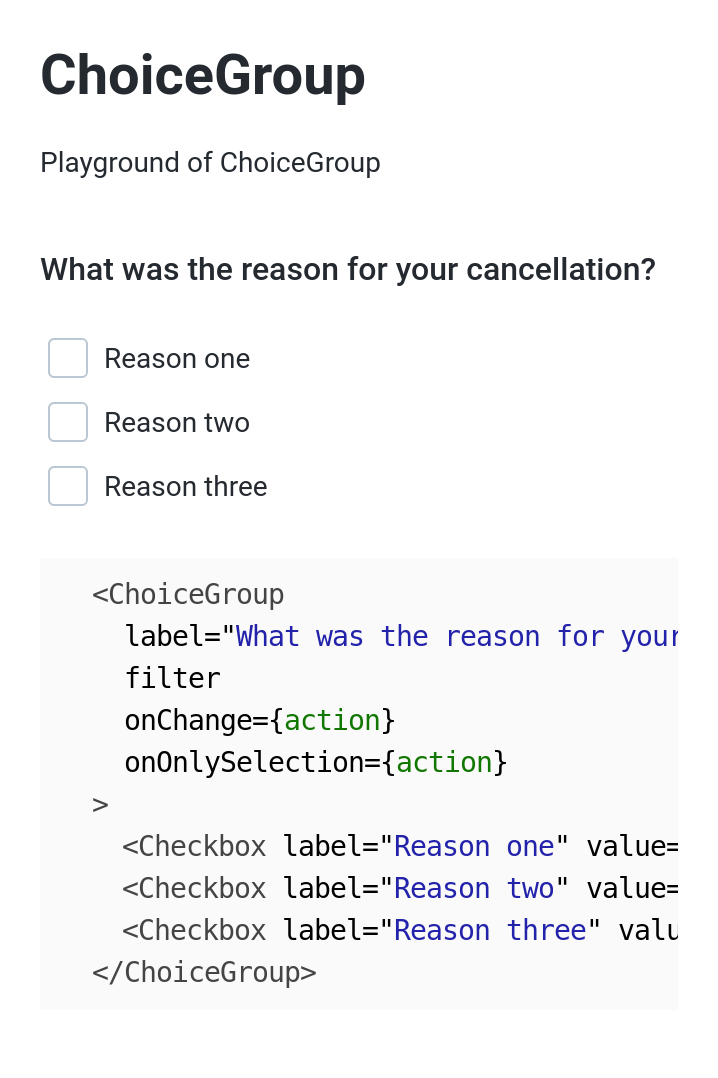 ChoiceGroup
Playground of ChoiceGroup
What was the reason for your cancellation?
Reason one
Reason two
Reason three
<ChoiceGroup
label="What was the reason for your
filter
onChange={action}
onOnlySelection={action}
>
<Checkbox label="Reason one" value=
<Checkbox label="Reason two" value=
<Checkbox label="Reason three" valu
</ChoiceGroup>